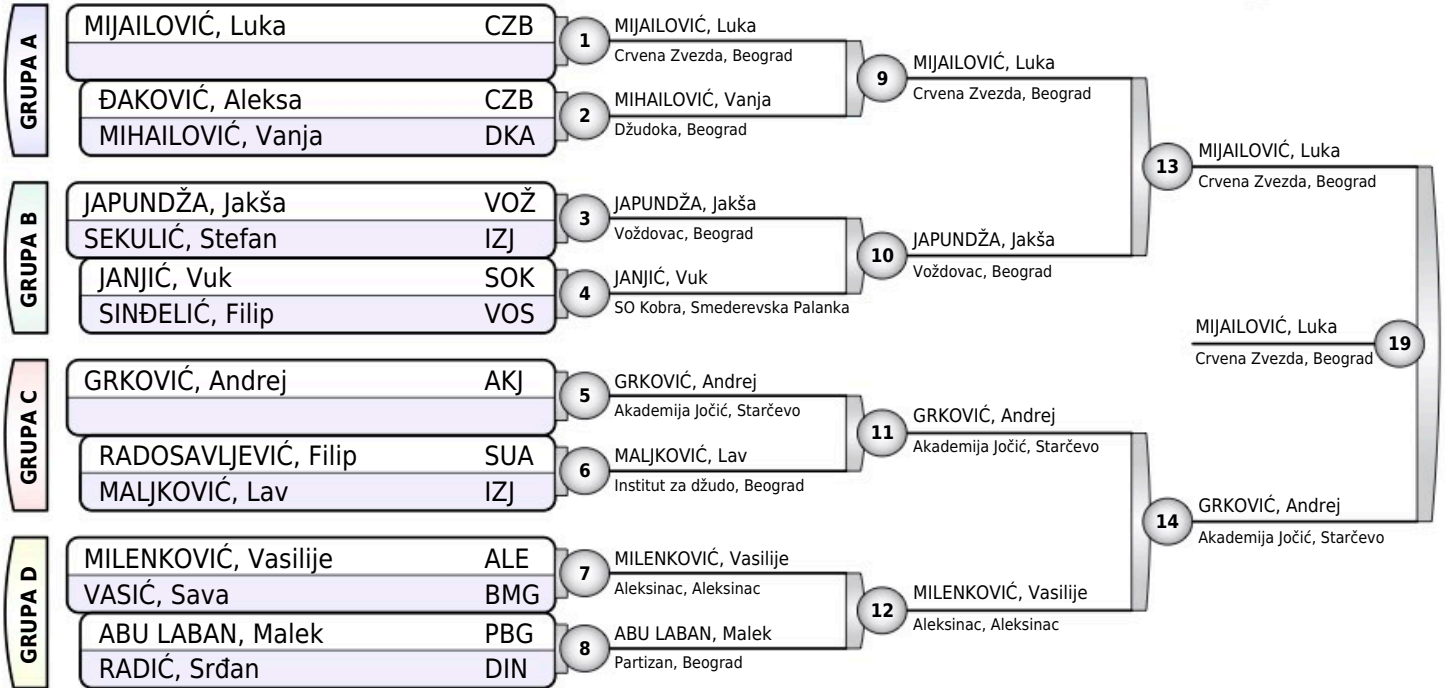 GRUPA A
MIJAILOVIĆ, Luka CZB
ĐAKOVIĆ, Aleksa CZB
MIHAILOVIĆ, Vanja DKA
GRUPA B
JAPUNDŽA, Jakša VOŽ
SEKULIĆ, Stefan IZJ
JANJIĆ, Vuk SOK
SINĐELIĆ, Filip VOS
GRUPA C
GRKOVIĆ, Andrej AKJ
RADOSAVLJEVIĆ, Filip SUA
MALJKOVIĆ, Lav IZJ
GRUPA D
MILENKOVIĆ, Vasilije ALE
VASIĆ, Sava BMG
ABU LABAN, Malek PBG
RADIĆ, Srđan DIN
1
MIJAILOVIĆ, Luka
Crvena Zvezda, Beograd
2
MIHAILOVIĆ, Vanja
Džudoka, Beograd
3
JAPUNDŽA, Jakša
Voždovac, Beograd
4
JANJIĆ, Vuk
SO Kobra, Smederevska Palanka
5
GRKOVIĆ, Andrej
Akademija Jočić, Starčevo
6
MALJKOVIĆ, Lav
Institut za džudo, Beograd
7
MILENKOVIĆ, Vasilije
Aleksinac, Aleksinac
8
ABU LABAN, Malek
Partizan, Beograd
9
MIJAILOVIĆ, Luka
Crvena Zvezda, Beograd
10
JAPUNDŽA, Jakša
Voždovac, Beograd
11
GRKOVIĆ, Andrej
Akademija Jočić, Starčevo
12
MILENKOVIĆ, Vasilije
Aleksinac, Aleksinac
13
MIJAILOVIĆ, Luka
Crvena Zvezda, Beograd
14
GRKOVIĆ, Andrej
Akademija Jočić, Starčevo
MIJAILOVIĆ, Luka
Crvena Zvezda, Beograd
19